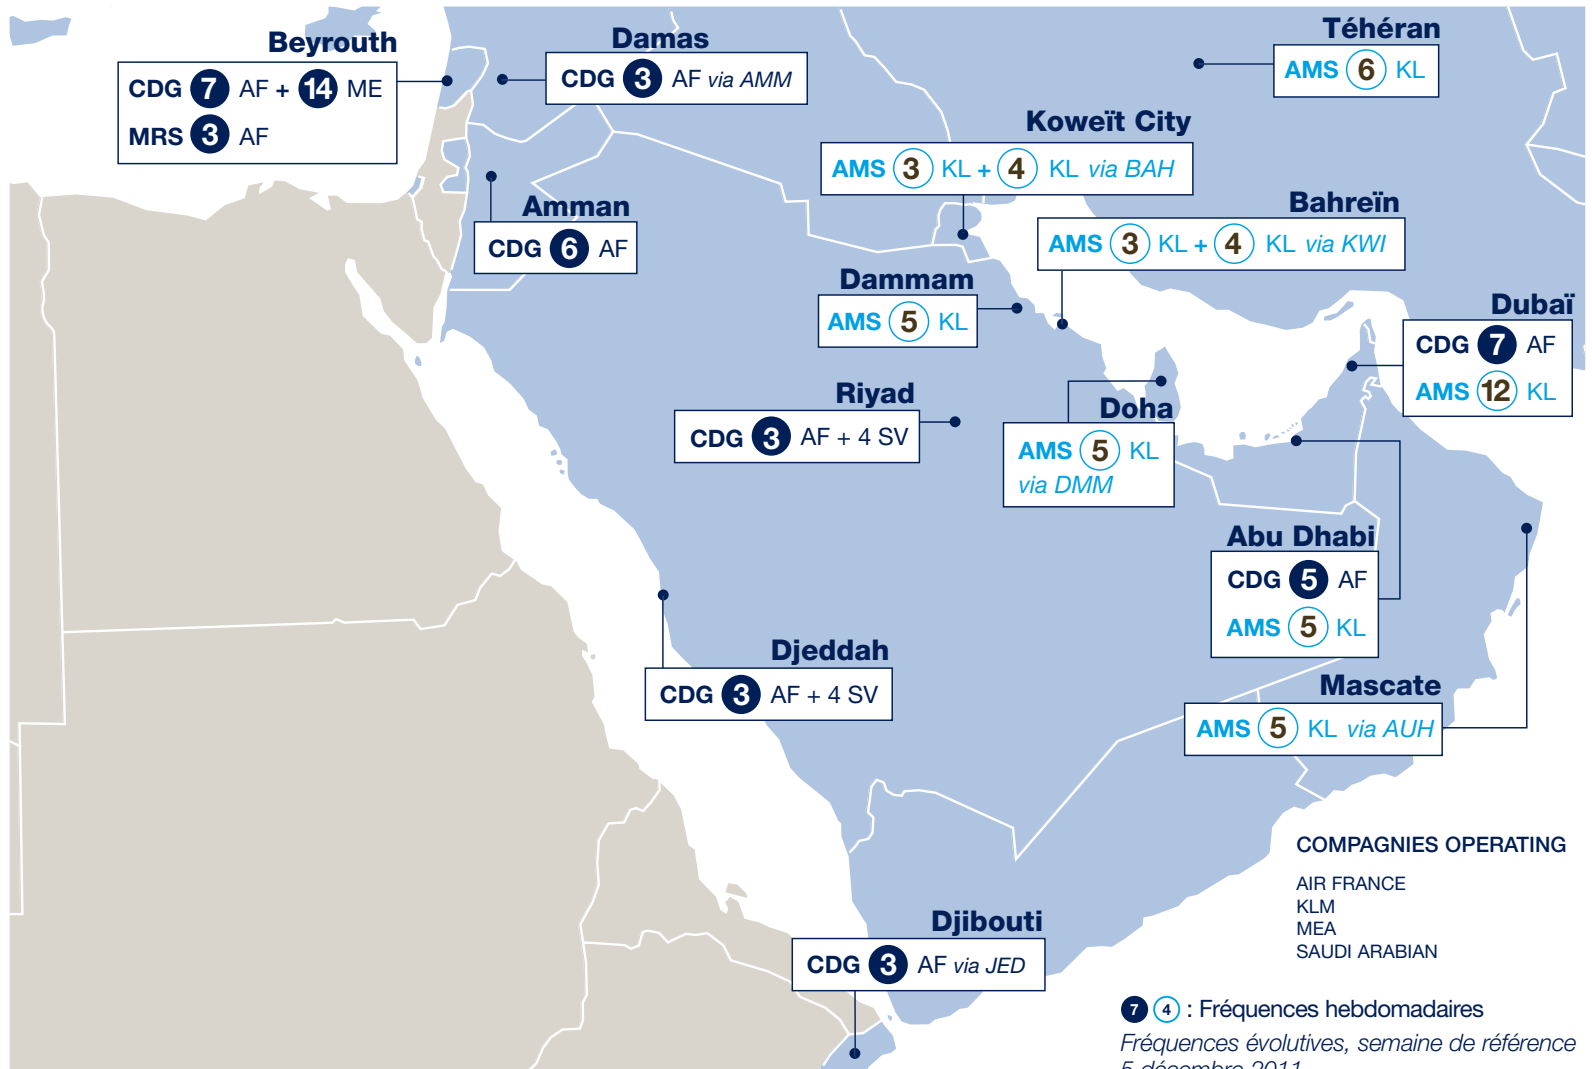 Beyrouth
CDG 7 AF + 14 ME
MRS 3 AF
Damas
CDG 3 AF via AMM
Téhéran
AMS 6 KL
Koweït City
AMS 3 KL + 4 KL via BAH
Amman
CDG 6 AF
Bahreïn
AMS 3 KL + 4 KL via KWI
Dammam
AMS 5 KL
Dubaï
CDG 7 AF
AMS 12 KL
Riyad
CDG 3 AF + 4 SV
Doha
AMS 5 KL
via DMM
Abu Dhabi
CDG 5 AF
AMS 5 KL
Djeddah
CDG 3 AF + 4 SV
Mascate
AMS 5 KL via AUH
Djibouti
CDG 3 AF via JED
COMPAGNIES OPERATING
AIR FRANCE
KLM
MEA
SAUDI ARABIAN
7 4 : Fréquences hebdomadaires
Fréquences évolutives, semaine de référence
5 décembre 2011